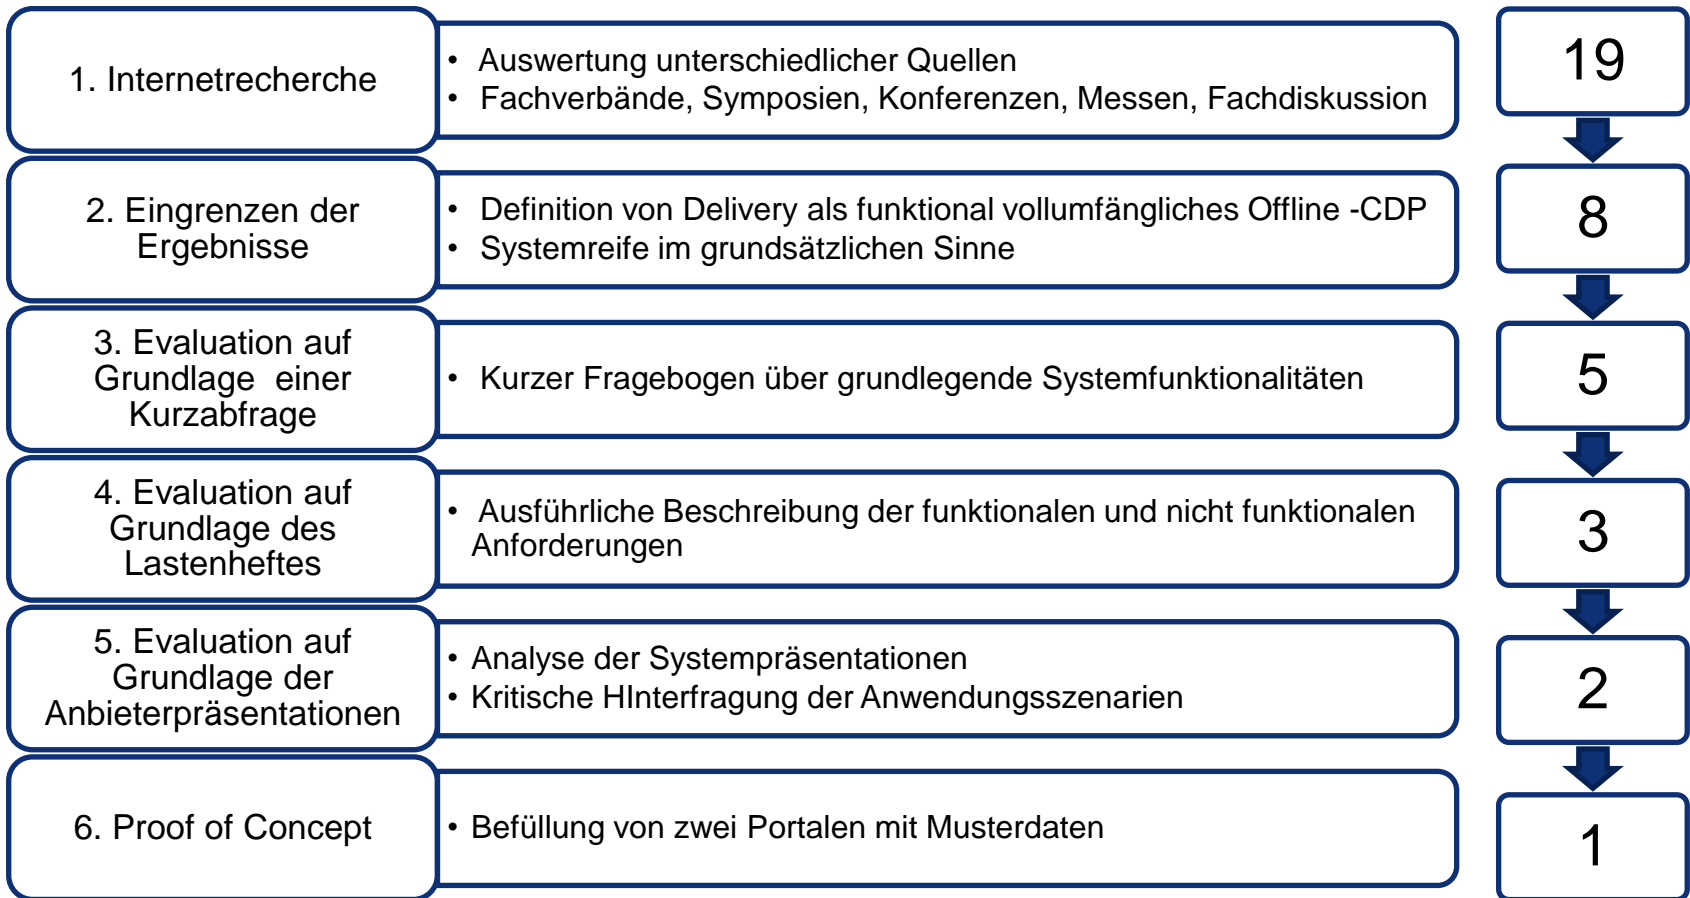 1. Internetrecherche
• Auswertung unterschiedlicher Quellen
• Fachverbände, Symposien, Konferenzen, Messen, Fachdiskussion
19
2. Eingrenzen der
Ergebnisse
• Definition von Delivery als funktional vollumfängliches Offline -CDP
• Systemreife im grundsätzlichen Sinne
8
3. Evaluation auf
Grundlage einer
Kurzabfrage
• Kurzer Fragebogen über grundlegende Systemfunktionalitäten
5
4. Evaluation auf
Grundlage des
Lastenheftes
• Ausführliche Beschreibung der funktionalen und nicht funktionalen
Anforderungen
3
5. Evaluation auf
Grundlage der
Anbieterpräsentationen
• Analyse der Systempräsentationen
• Kritische HInterfragung der Anwendungsszenarien
2
6. Proof of Concept
• Befüllung von zwei Portalen mit Musterdaten
1